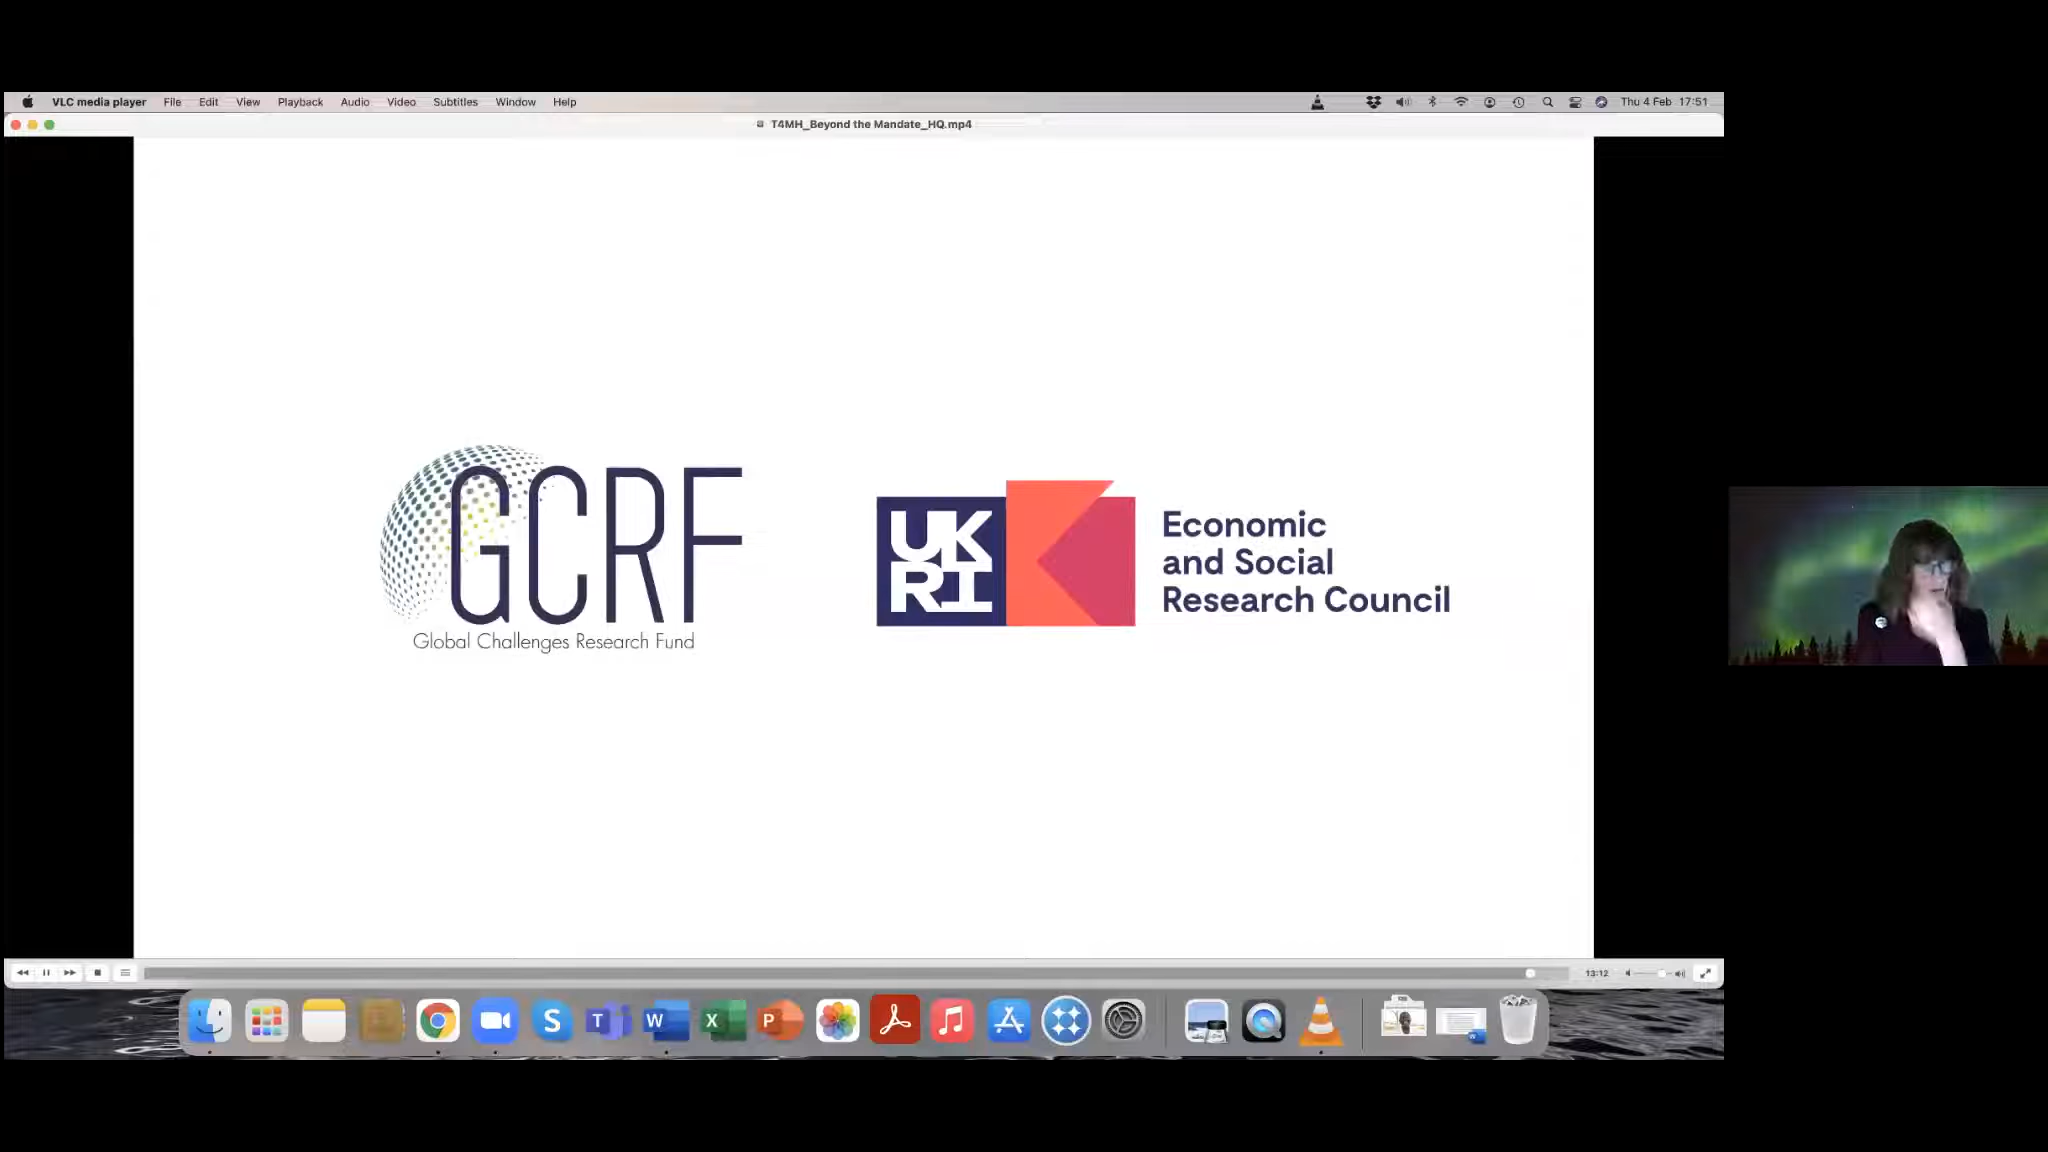 VLC media player File Edit View Playback Audio Video Subtitles Window Help Thu 4 Feb 17:51
T4MH_Beyond the Mandate_HQ.mp4
GCRF
Global Challenges Research Fund
UK
RI
Economic
and Social
Research Council
13:12
S T W X P